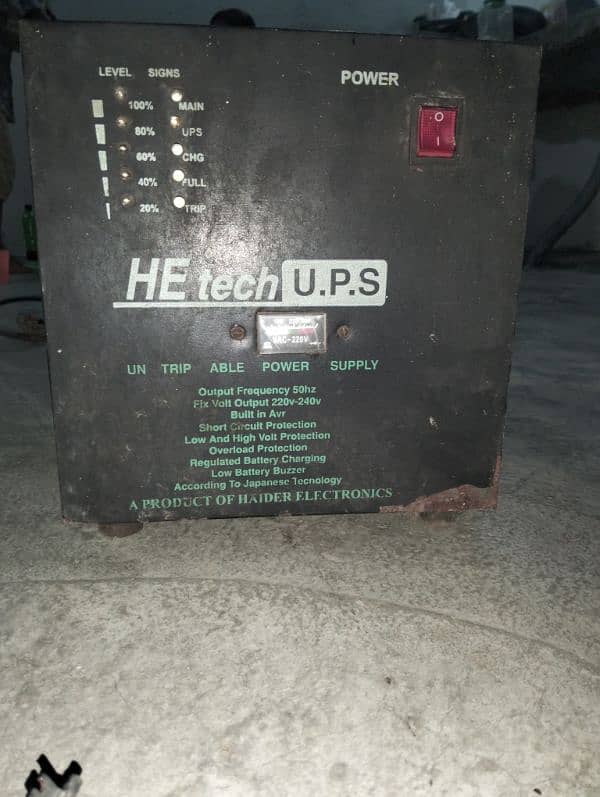 LEVEL SIGNS
POWER
100% MAIN
80% UPS
60% CHG
40% FULL
20% TRIP
O
I
HE tech U.P.S
VAC-220V
UN TRIP ABLE POWER SUPPLY
Output Frequency 50hz
Fix Volt Output 220v-240v
Built in Avr
Short Circuit Protection
Low And High Volt Protection
Overload Protection
Regulated Battery Charging
Low Battery Buzzer
According To Japanese Tecnology
A PRODUCT OF HAIDER ELECTRONICS